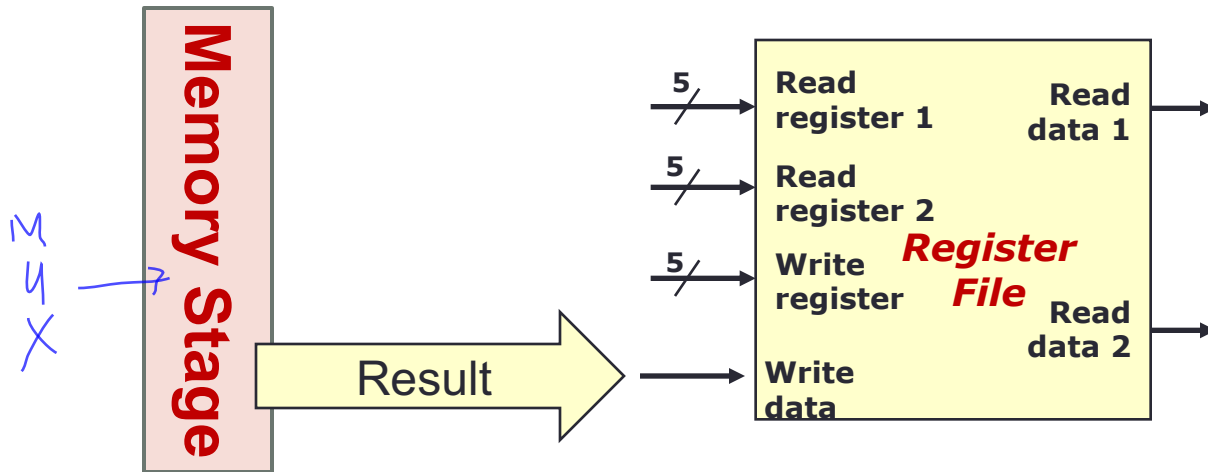 M
u
X
Memory Stage
Result
5
Read
register 1
5
Read
register 2
5
Write
register
Write
data
Register
File
Read
data 1
Read
data 2